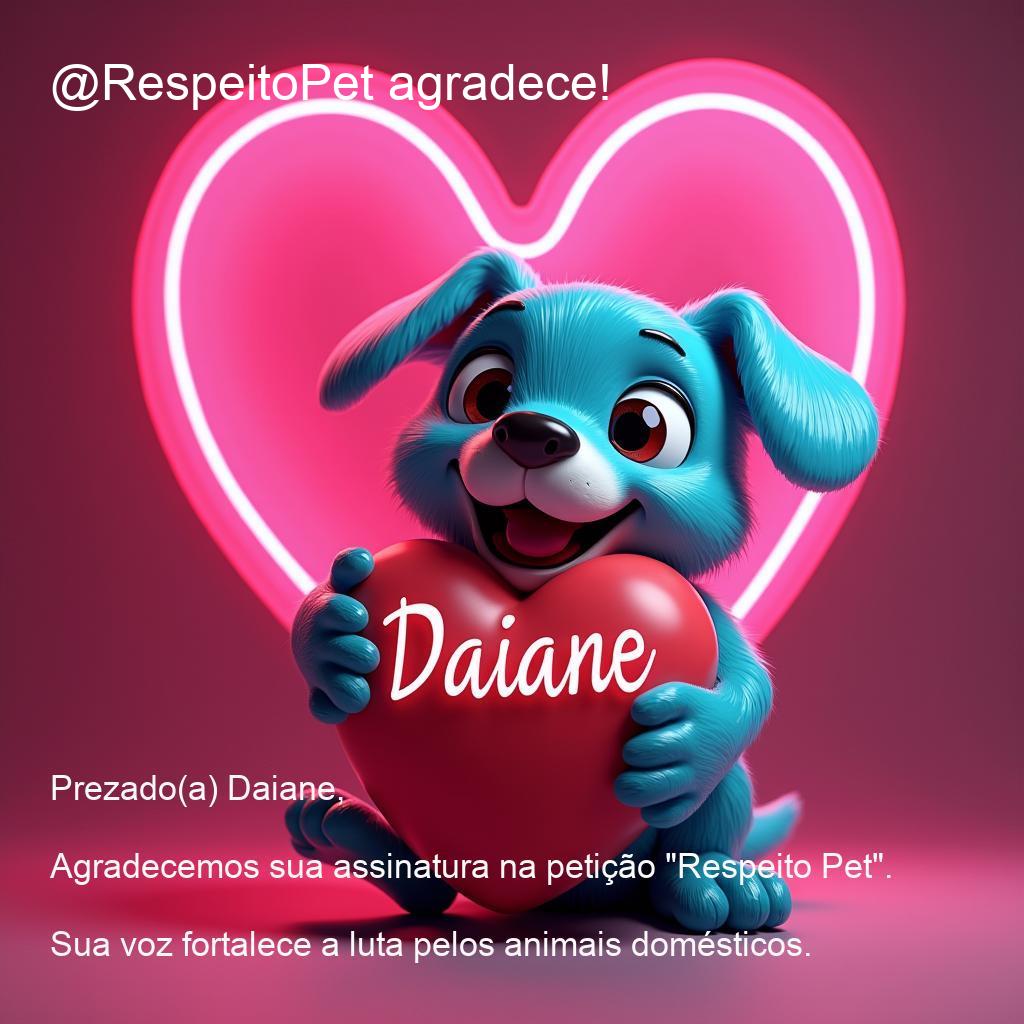 @RespeitoPet agradece!
Daiane
Prezado(a) Daiane,
Agradecemos sua assinatura na petição "Respeito Pet".
Sua voz fortalece a luta pelos animais domésticos.